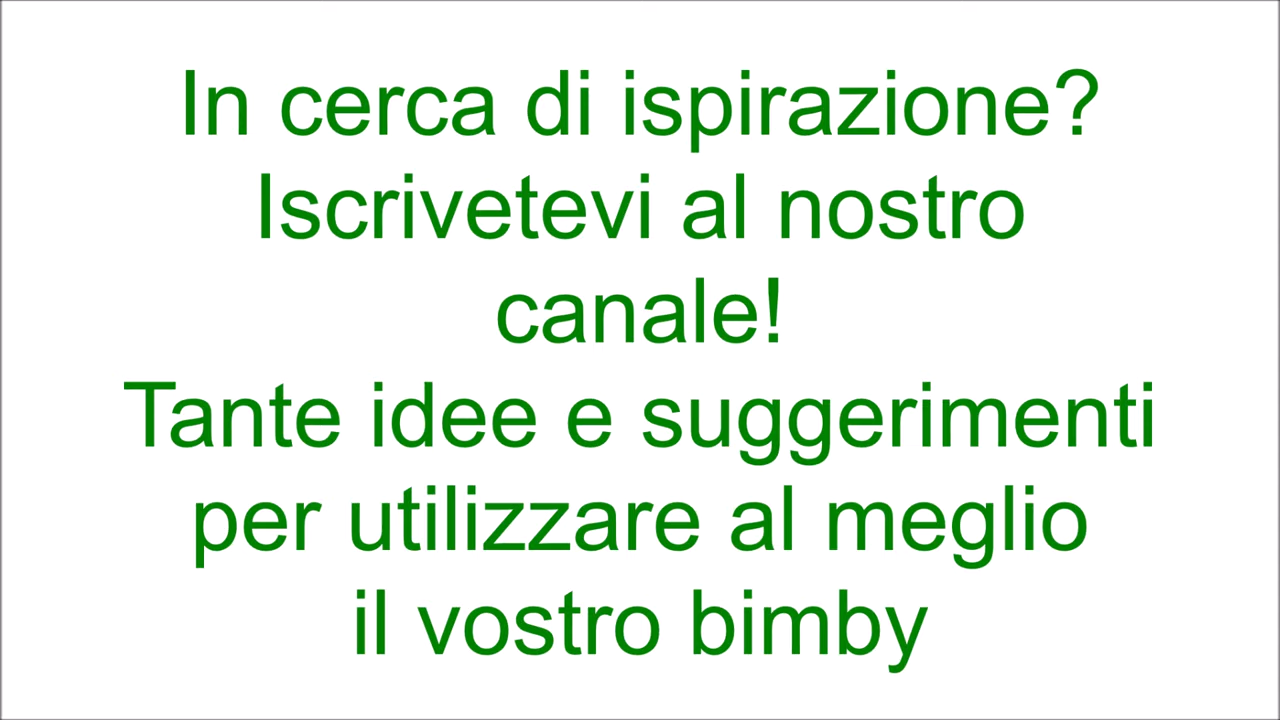 In cerca di ispirazione?
Iscrivetevi al nostro
canale!
Tante idee e suggerimenti
per utilizzare al meglio
il vostro bimby